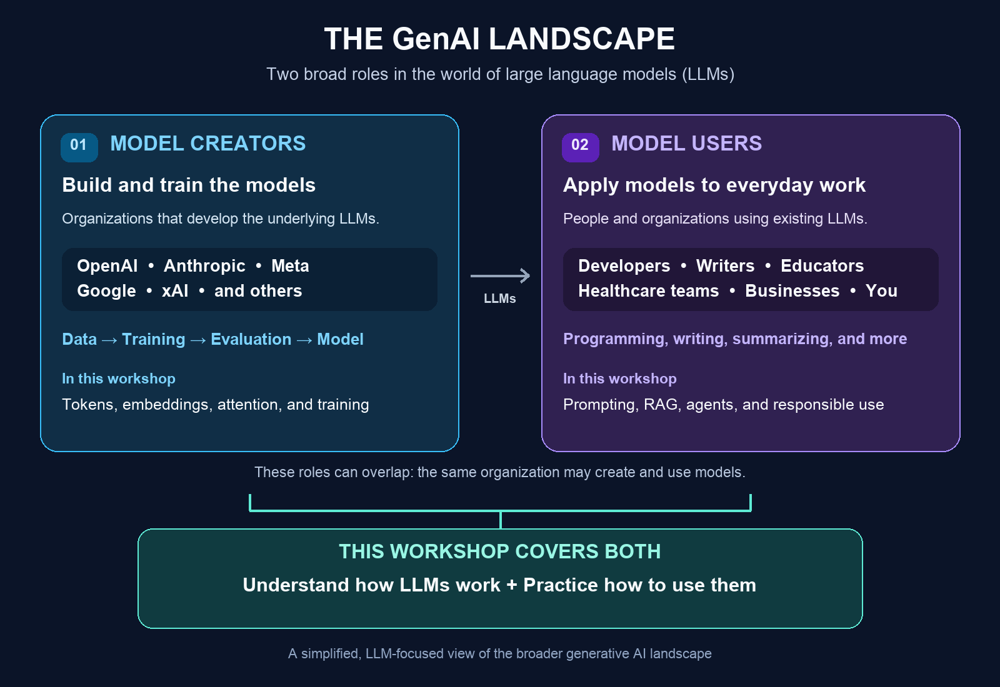 THE GenAI LANDSCAPE
Two broad roles in the world of large language models (LLMs)
01 MODEL CREATORS
Build and train the models
Organizations that develop the underlying LLMs.
OpenAI • Anthropic • Meta
Google • xAI • and others
Data → Training → Evaluation → Model
In this workshop
Tokens, embeddings, attention, and training
LLMs
02 MODEL USERS
Apply models to everyday work
People and organizations using existing LLMs.
Developers • Writers • Educators
Healthcare teams • Businesses • You
Programming, writing, summarizing, and more
In this workshop
Prompting, RAG, agents, and responsible use
These roles can overlap: the same organization may create and use models.
THIS WORKSHOP COVERS BOTH
Understand how LLMs work + Practice how to use them
A simplified, LLM-focused view of the broader generative AI landscape